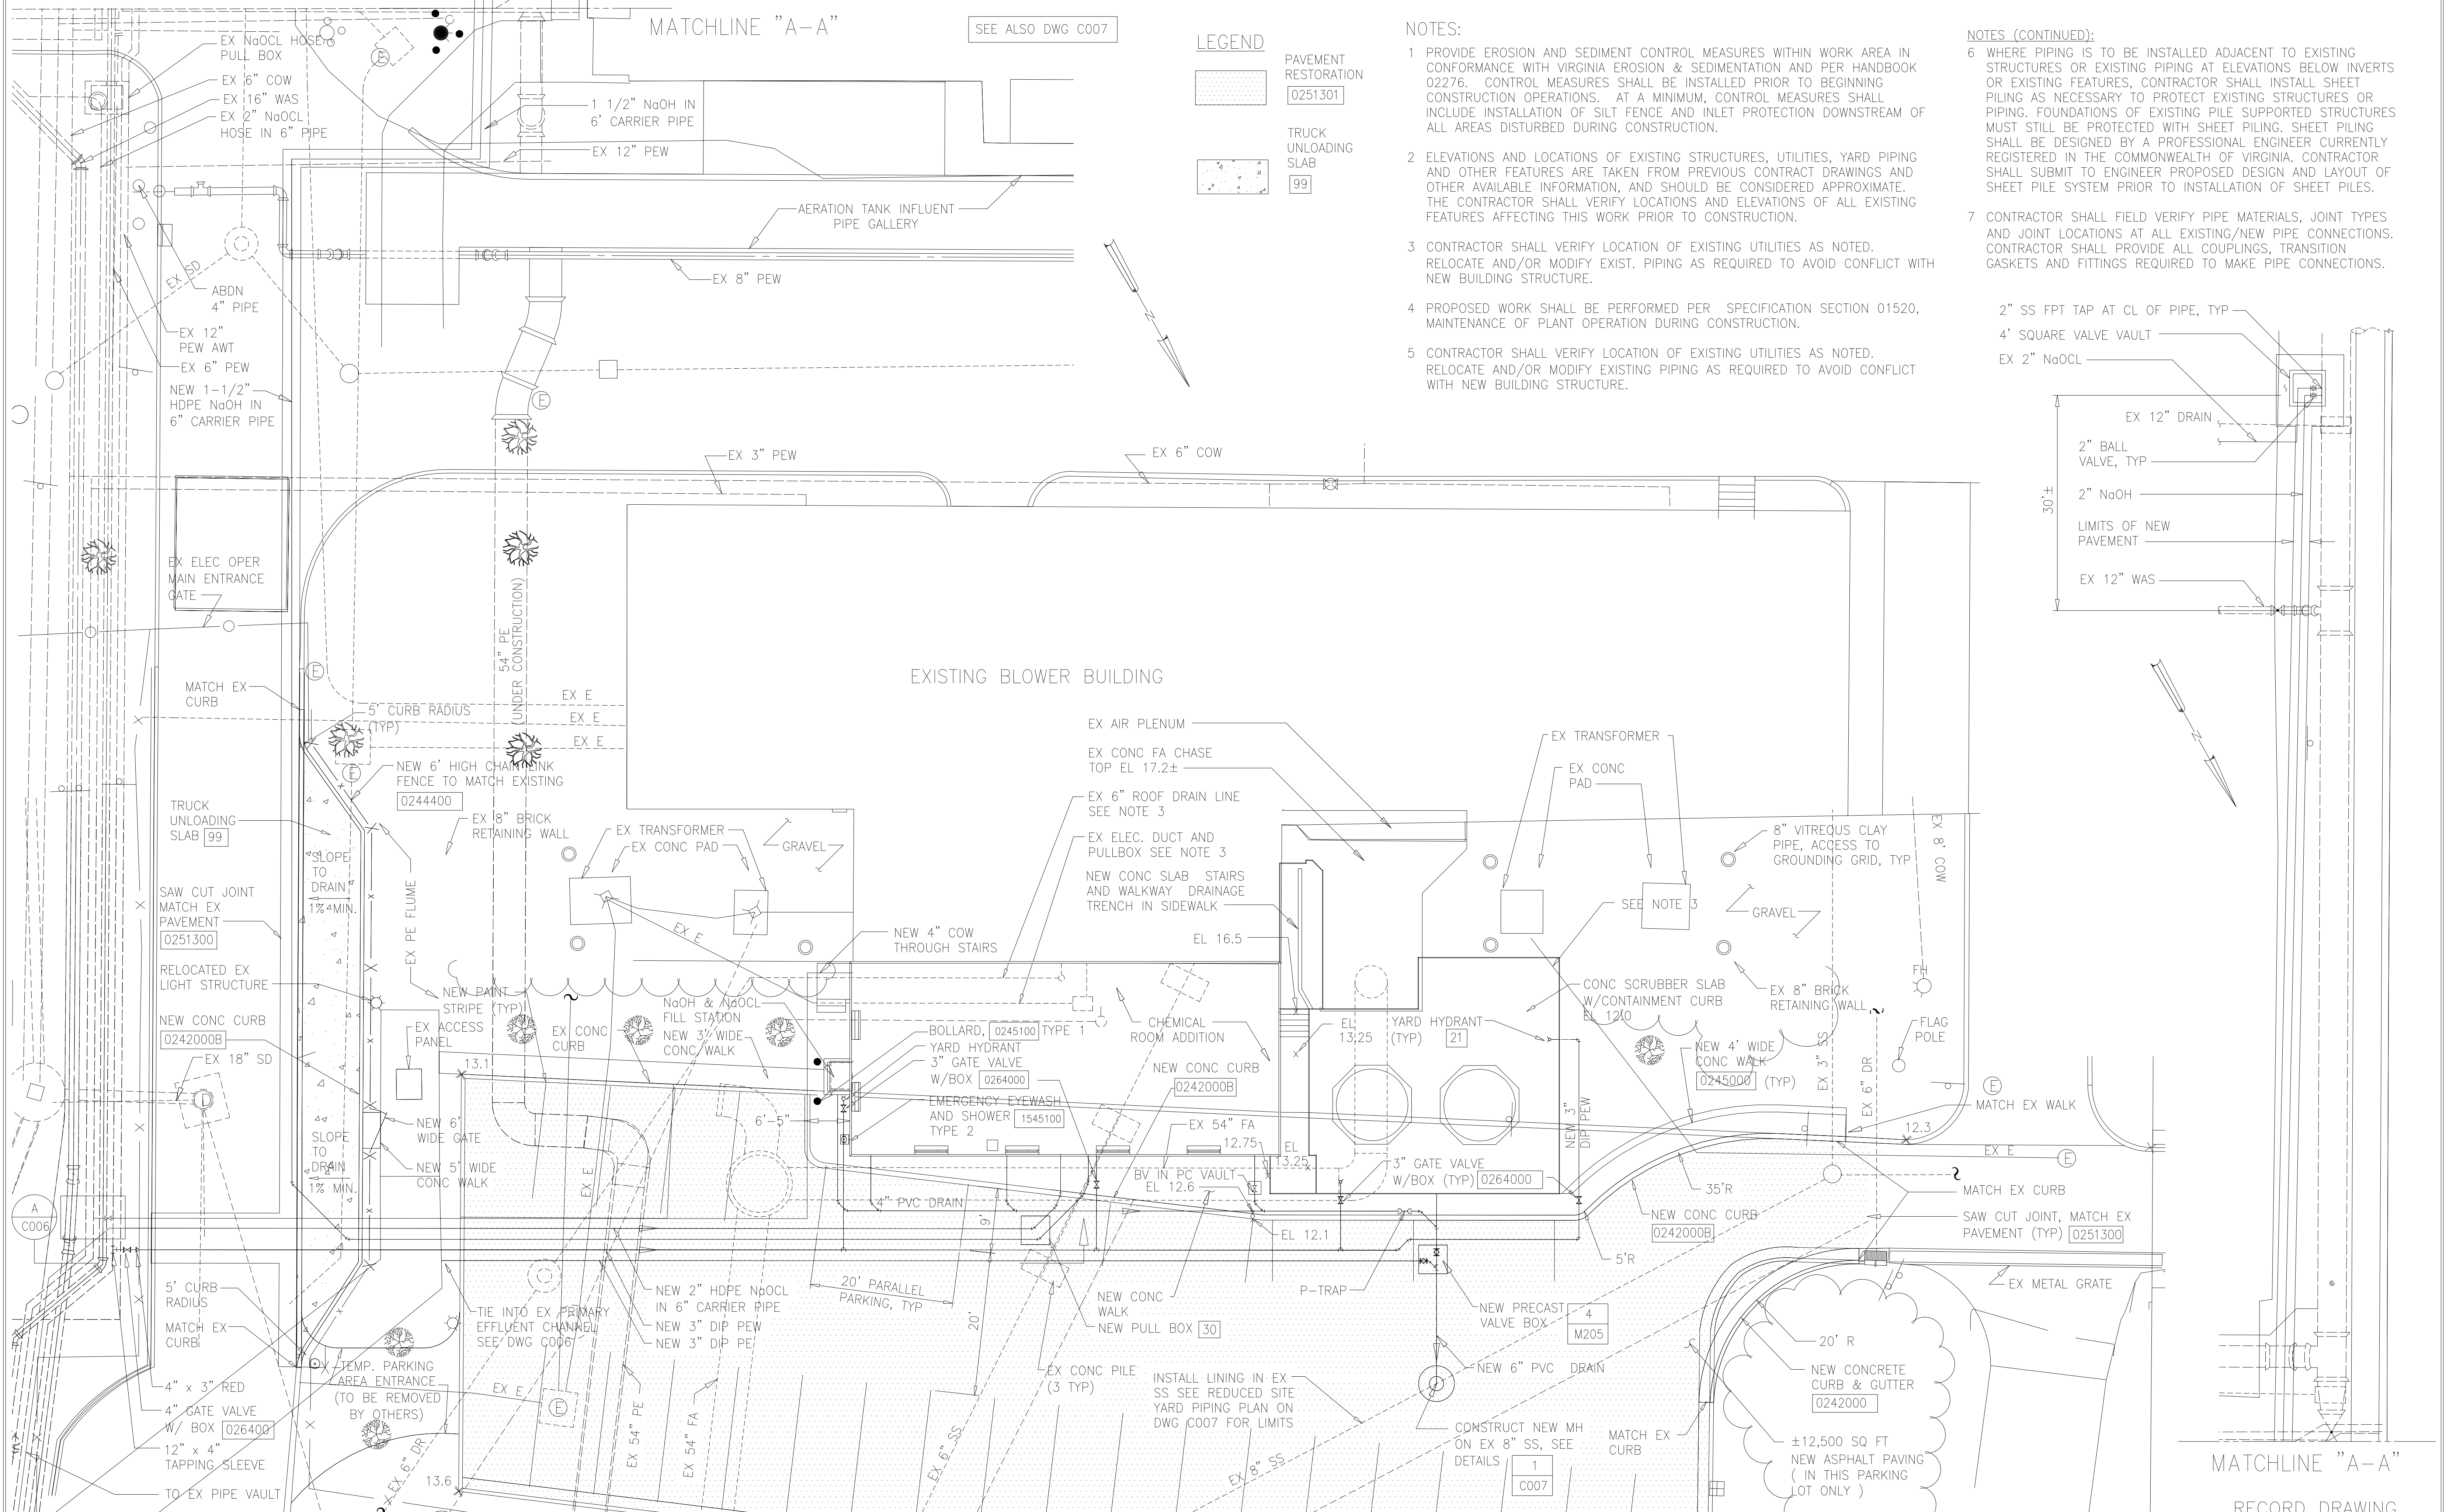 MATCHLINE "A-A"
SEE ALSO DWG C007
EX NaOCL HOSE
PULL BOX
EX 6" COW
EX 16" WAS
EX 2" NaOCL
HOSE IN 6" PIPE
E
1 1/2" NaOH IN
6' CARRIER PIPE
EX 12" PEW
AERATION TANK INFLUENT
PIPE GALLERY
EX 8" PEW
EX SD
ABDN
4" PIPE
EX 12"
PEW AWT
EX 6" PEW
NEW 1-1/2"
HDPE NaOH IN
6" CARRIER PIPE
E
N
LEGEND
PAVEMENT
RESTORATION
0251301
TRUCK
UNLOADING
SLAB
99
NOTES:
1 PROVIDE EROSION AND SEDIMENT CONTROL MEASURES WITHIN WORK AREA IN
CONFORMANCE WITH VIRGINIA EROSION & SEDIMENTATION AND PER HANDBOOK
02276. CONTROL MEASURES SHALL BE INSTALLED PRIOR TO BEGINNING
CONSTRUCTION OPERATIONS. AT A MINIMUM, CONTROL MEASURES SHALL
INCLUDE INSTALLATION OF SILT FENCE AND INLET PROTECTION DOWNSTREAM OF
ALL AREAS DISTURBED DURING CONSTRUCTION.
2 ELEVATIONS AND LOCATIONS OF EXISTING STRUCTURES, UTILITIES, YARD PIPING
AND OTHER FEATURES ARE TAKEN FROM PREVIOUS CONTRACT DRAWINGS AND
OTHER AVAILABLE INFORMATION, AND SHOULD BE CONSIDERED APPROXIMATE.
THE CONTRACTOR SHALL VERIFY LOCATIONS AND ELEVATIONS OF ALL EXISTING
FEATURES AFFECTING THIS WORK PRIOR TO CONSTRUCTION.
3 CONTRACTOR SHALL VERIFY LOCATION OF EXISTING UTILITIES AS NOTED.
RELOCATE AND/OR MODIFY EXIST. PIPING AS REQUIRED TO AVOID CONFLICT WITH
NEW BUILDING STRUCTURE.
4 PROPOSED WORK SHALL BE PERFORMED PER SPECIFICATION SECTION 01520,
MAINTENANCE OF PLANT OPERATION DURING CONSTRUCTION.
5 CONTRACTOR SHALL VERIFY LOCATION OF EXISTING UTILITIES AS NOTED.
RELOCATE AND/OR MODIFY EXISTING PIPING AS REQUIRED TO AVOID CONFLICT
WITH NEW BUILDING STRUCTURE.
NOTES (CONTINUED):
6 WHERE PIPING IS TO BE INSTALLED ADJACENT TO EXISTING
STRUCTURES OR EXISTING PIPING AT ELEVATIONS BELOW INVERTS
OR EXISTING FEATURES, CONTRACTOR SHALL INSTALL SHEET
PILING AS NECESSARY TO PROTECT EXISTING STRUCTURES OR
PIPING. FOUNDATIONS OF EXISTING PILE SUPPORTED STRUCTURES
MUST STILL BE PROTECTED WITH SHEET PILING. SHEET PILING
SHALL BE DESIGNED BY A PROFESSIONAL ENGINEER CURRENTLY
REGISTERED IN THE COMMONWEALTH OF VIRGINIA. CONTRACTOR
SHALL SUBMIT TO ENGINEER PROPOSED DESIGN AND LAYOUT OF
SHEET PILE SYSTEM PRIOR TO INSTALLATION OF SHEET PILES.
7 CONTRACTOR SHALL FIELD VERIFY PIPE MATERIALS, JOINT TYPES
AND JOINT LOCATIONS AT ALL EXISTING/NEW PIPE CONNECTIONS.
CONTRACTOR SHALL PROVIDE ALL COUPLINGS, TRANSITION
GASKETS AND FITTINGS REQUIRED TO MAKE PIPE CONNECTIONS.
2" SS FPT TAP AT CL OF PIPE, TYP
4' SQUARE VALVE VAULT
EX 2" NaOCL
EX 12" DRAIN
2" BALL
VALVE, TYP
2" NaOH
30'±
LIMITS OF NEW
PAVEMENT
EX 12" WAS
N
EX 3" PEW
EX 6" COW
EX ELEC OPER
MAIN ENTRANCE
GATE
54" PE
(UNDER CONSTRUCTION)
EXISTING BLOWER BUILDING
E
MATCH EX
CURB
5' CURB RADIUS
(TYP)
EX E
EX E
EX E
E
NEW 6' HIGH CHAIN LINK
FENCE TO MATCH EXISTING
0244400
TRUCK
UNLOADING
SLAB 99
EX 8" BRICK
RETAINING WALL
EX TRANSFORMER
EX CONC PAD
GRAVEL
EX AIR PLENUM
EX CONC FA CHASE
TOP EL 17.2±
EX 6" ROOF DRAIN LINE
SEE NOTE 3
EX ELEC. DUCT AND
PULLBOX SEE NOTE 3
NEW CONC SLAB STAIRS
AND WALKWAY DRAINAGE
TRENCH IN SIDEWALK
EL 16.5
EX TRANSFORMER
EX CONC
PAD
8" VITREOUS CLAY
PIPE, ACCESS TO
GROUNDING GRID, TYP
EX 8' COW
SEE NOTE 3
GRAVEL
SLOPE
TO
DRAIN
1% MIN.
EX PE FLUME
SAW CUT JOINT
MATCH EX
PAVEMENT
0251300
RELOCATED EX
LIGHT STRUCTURE
NEW CONC CURB
0242000B
EX 18" SD
D
EX E
NEW 4" COW
THROUGH STAIRS
NEW PAINT
STRIPE (TYP)
EX ACCESS
PANEL
EX CONC
CURB
NaOH & NaOCL
FILL STATION
NEW 3' WIDE
CONC WALK
BOLLARD, 0245100 TYPE 1
YARD HYDRANT
3" GATE VALVE
W/BOX 0264000
EMERGENCY EYEWASH
AND SHOWER 1545100
TYPE 2
CHEMICAL
ROOM ADDITION
NEW CONC CURB
0242000B
EL
13.25
YARD HYDRANT
(TYP) 21
CONC SCRUBBER SLAB
W/CONTAINMENT CURB
EL 12.0
EX 8" BRICK
RETAINING WALL
FH
FLAG
POLE
NEW 4' WIDE
CONC WALK
0245000 (TYP)
EX 3" SS
EX 6" DR
E
MATCH EX WALK
13.1
6'-5"
EX 54" FA
12.75
EL
13.25
NEW 3"
DIP PEW
12.3
EX E
E
SLOPE
TO
DRAIN
1% MIN.
NEW 6'
WIDE GATE
NEW 5' WIDE
CONC WALK
EX E
4" PVC DRAIN
9'
BV IN PC VAULT
EL 12.6
3" GATE VALVE
W/BOX (TYP) 0264000
35'R
MATCH EX CURB
NEW CONC CURB
0242000B
SAW CUT JOINT, MATCH EX
PAVEMENT (TYP) 0251300
EL 12.1
5'R
A
C006
5' CURB
RADIUS
MATCH EX
CURB
TIE INTO EX PRIMARY
EFFLUENT CHANNEL
SEE DWG C006
NEW 2" HDPE NaOCL
IN 6" CARRIER PIPE
NEW 3" DIP PEW
NEW 3" DIP PE
20' PARALLEL
PARKING, TYP
20'
NEW CONC
WALK
NEW PULL BOX 30
P-TRAP
NEW PRECAST
VALVE BOX
4
M205
EX METAL GRATE
TEMP. PARKING
AREA ENTRANCE
(TO BE REMOVED
BY OTHERS)
EX E
E
EX CONC PILE
(3 TYP)
INSTALL LINING IN EX
SS SEE REDUCED SITE
YARD PIPING PLAN ON
DWG C007 FOR LIMITS
NEW 6" PVC DRAIN
20' R
NEW CONCRETE
CURB & GUTTER
0242000
4" x 3" RED
4" GATE VALVE
W/ BOX 026400
12" x 4"
TAPPING SLEEVE
TO EX PIPE VAULT
EX 6" DR
13.6
EX 54" PE
EX 54" FA
EX 6" SS
EX 8" SS
CONSTRUCT NEW MH
ON EX 8" SS, SEE
DETAILS
1
C007
MATCH EX
CURB
±12,500 SQ FT
NEW ASPHALT PAVING
( IN THIS PARKING
LOT ONLY )
G
MATCHLINE "A-A"
RECORD DRAWING